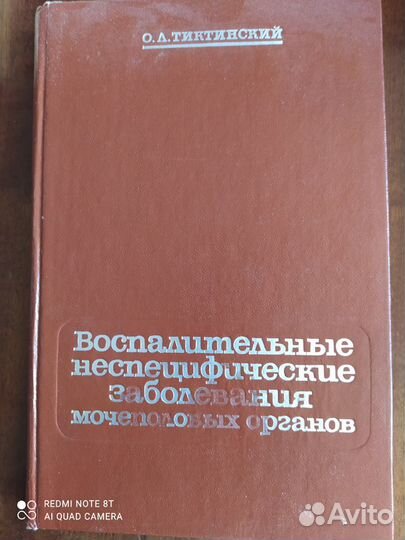 О.Л.ТИКТИНСКИЙ
Воспалительные
неспецифические
заболевания
мочеполовых органов
REDMI NOTE 8T
AI QUAD CAMERA
Avito